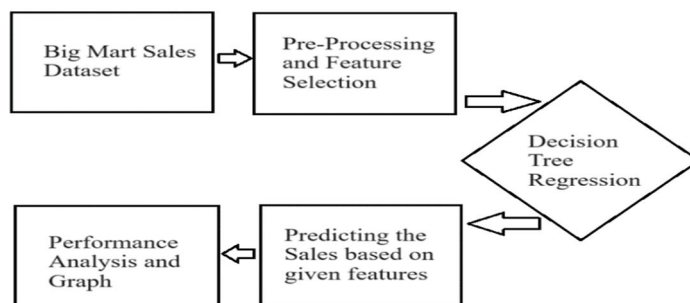 Big Mart Sales
Dataset
Pre-Processing
and Feature
Selection
Decision
Tree
Regression
Predicting the
Sales based on
given features
Performance
Analysis and
Graph